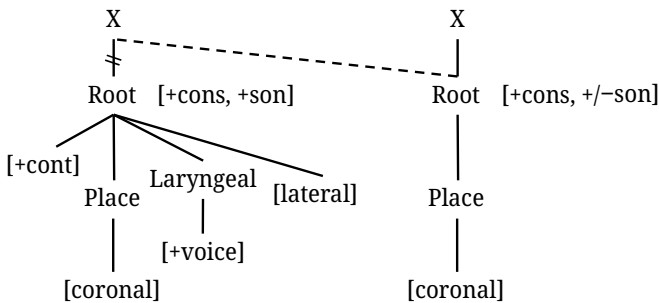 X X
Root [+cons, +son] Root [+cons, +/−son]
[+cont] Place Laryngeal [lateral] Place
[+voice]
[coronal] [coronal]